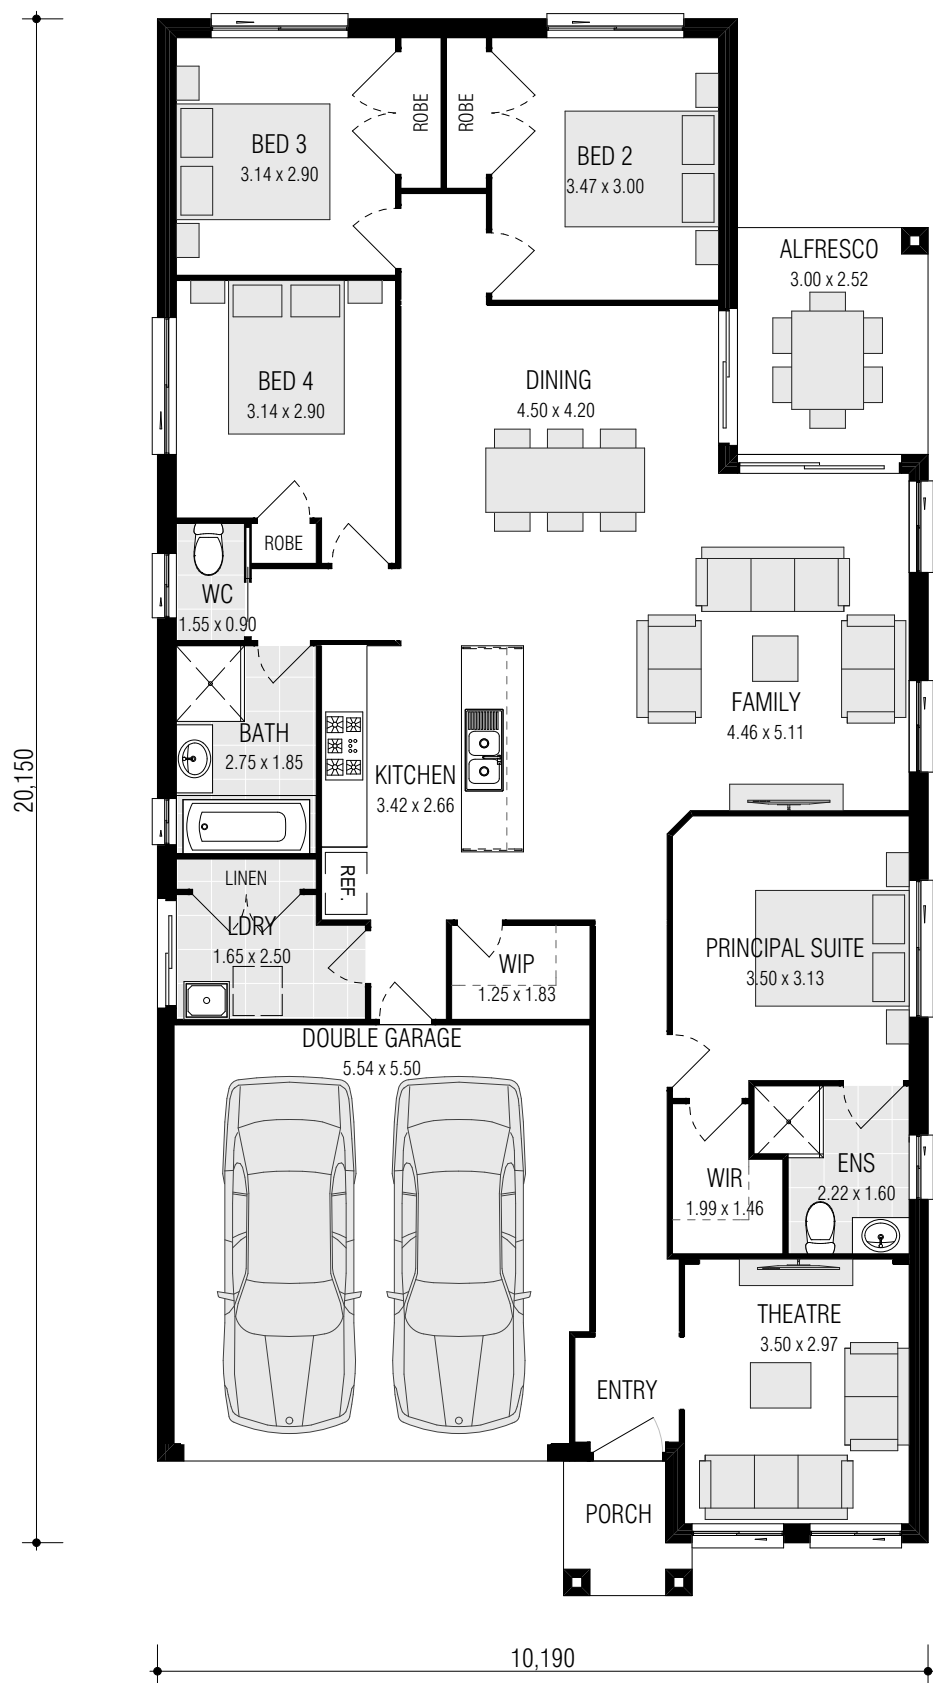 ROBE
ROBE
BED 3
3.14 x 2.90
BED 2
3.47 x 3.00
ALFRESCO
3.00 x 2.52
BED 4
3.14 x 2.90
DINING
4.50 x 4.20
ROBE
WC
1.55 x 0.90
FAMILY
4.46 x 5.11
BATH
2.75 x 1.85
KITCHEN
3.42 x 2.66
20,150
REF.
LINEN
LDRY
1.65 x 2.50
WIP
1.25 x 1.83
PRINCIPAL SUITE
3.50 x 3.13
DOUBLE GARAGE
5.54 x 5.50
ENS
2.22 x 1.60
WIR
1.99 x 1.46
THEATRE
3.50 x 2.97
ENTRY
PORCH
10,190